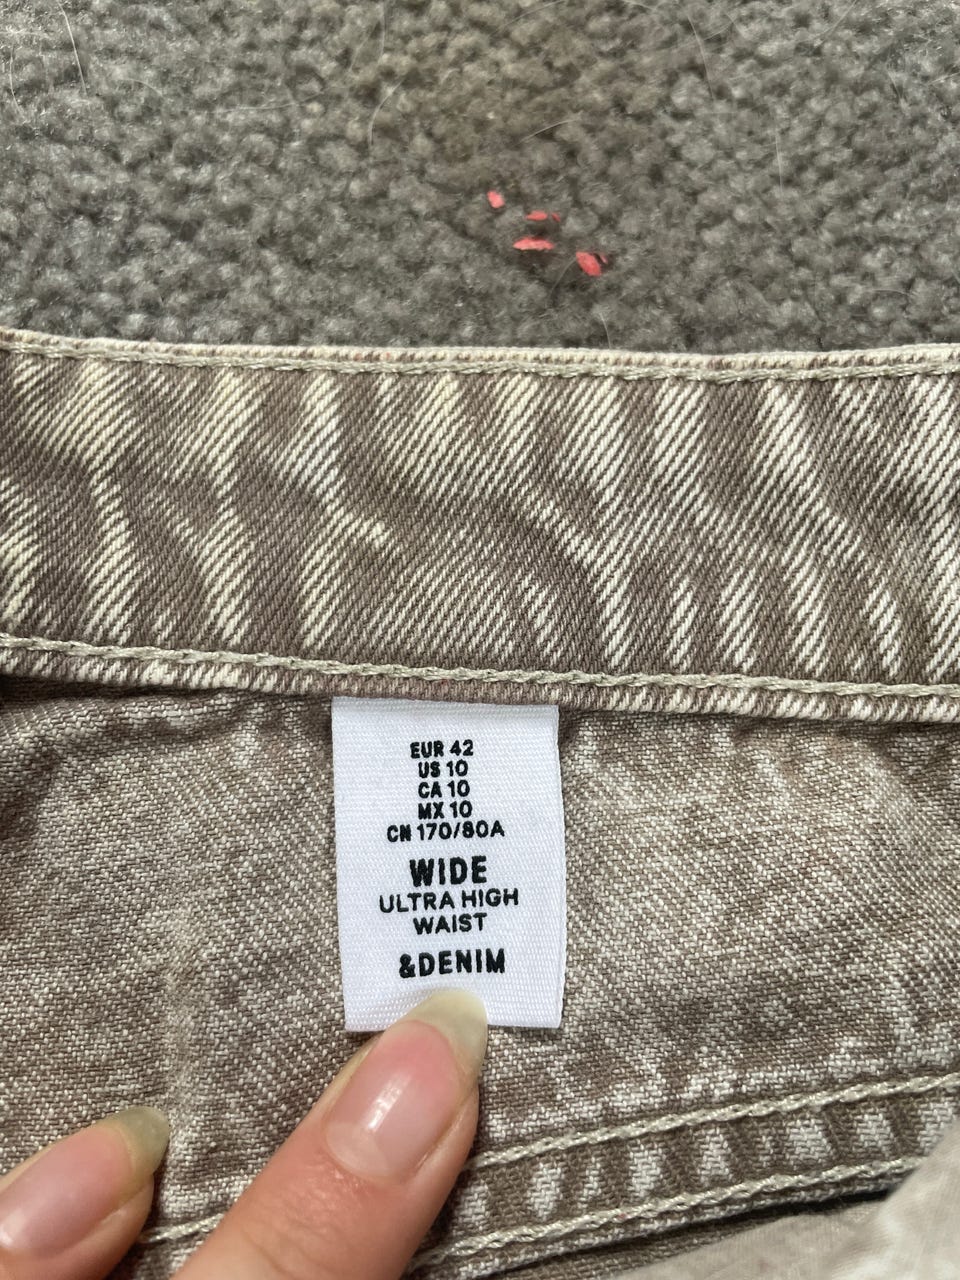 EUR 42
US 10
CA 10
MX 10
CN 170/80A
WIDE
ULTRA HIGH
WAIST
&DENIM